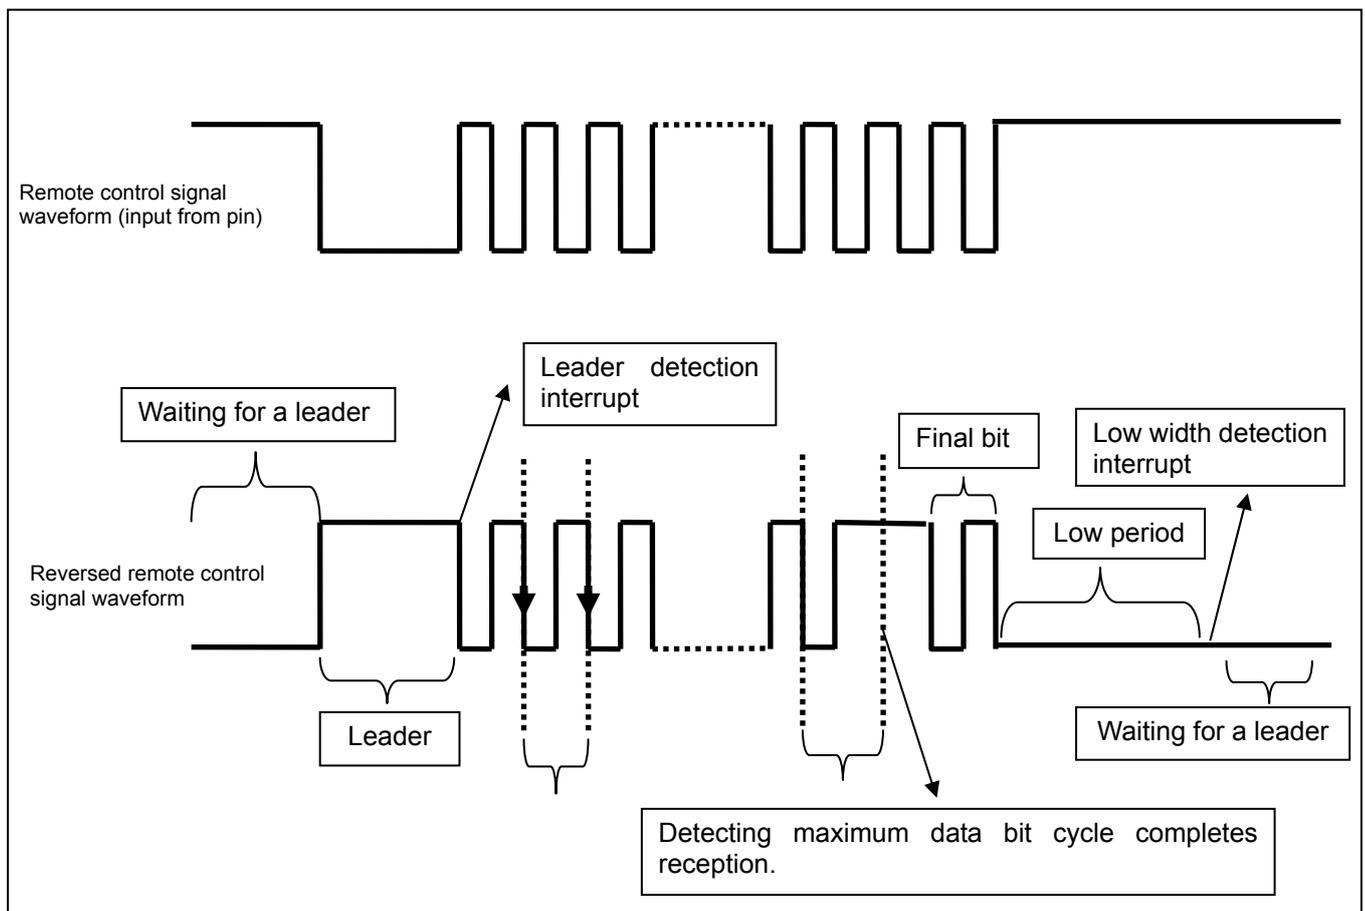 Remote control signal
waveform (input from pin)
Leader detection
interrupt
Waiting for a leader
Final bit
Low width detection
interrupt
Low period
Reversed remote control
signal waveform
Leader
Waiting for a leader
Detecting maximum data bit cycle completes
reception.